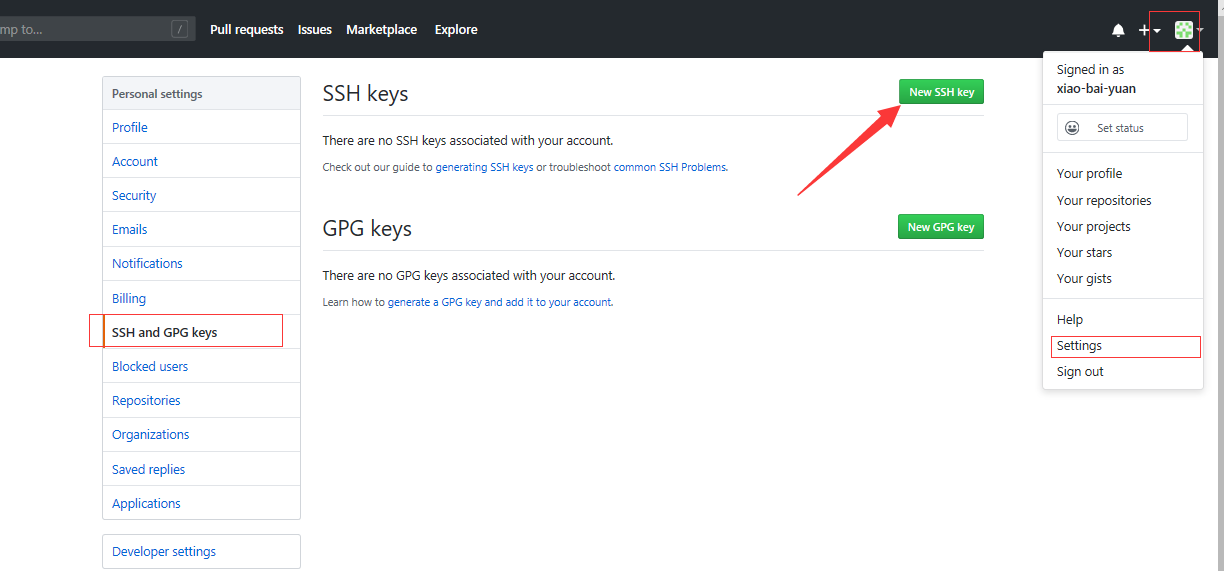 mp to...
/
Pull requests
Issues
Marketplace
Explore
Personal settings
Profile
Account
Security
Emails
Notifications
Billing
SSH and GPG keys
Blocked users
Repositories
Organizations
Saved replies
Applications
Developer settings
SSH keys
New SSH key
There are no SSH keys associated with your account.
Check out our guide to generating SSH keys or troubleshoot common SSH Problems.
GPG keys
New GPG key
There are no GPG keys associated with your account.
Learn how to generate a GPG key and add it to your account.
Signed in as
xiao-bai-yuan
Set status
Your profile
Your repositories
Your projects
Your stars
Your gists
Help
Settings
Sign out